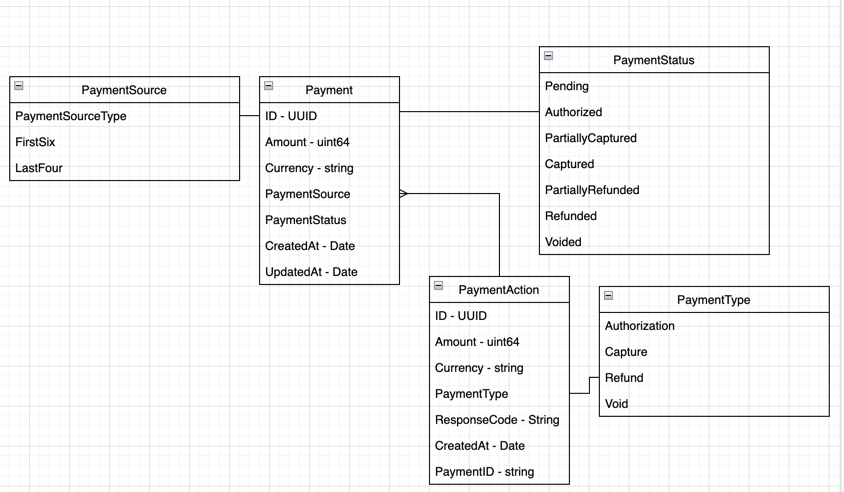 PaymentSource
PaymentSourceType
FirstSix
LastFour
Payment
ID - UUID
Amount - uint64
Currency - string
PaymentSource
PaymentStatus
CreatedAt - Date
UpdatedAt - Date
PaymentStatus
Pending
Authorized
PartiallyCaptured
Captured
PartiallyRefunded
Refunded
Voided
PaymentAction
ID - UUID
Amount - uint64
Currency - string
PaymentType
ResponseCode - String
CreatedAt - Date
PaymentID - string
PaymentType
Authorization
Capture
Refund
Void